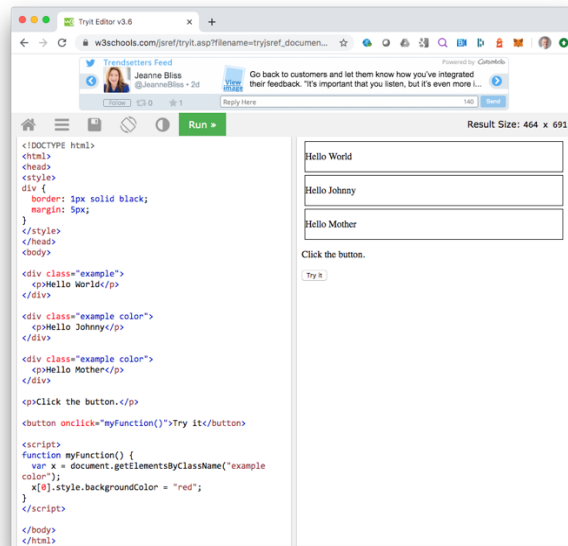 Tryit Editor v3.6
w3schools.com/jsref/tryit.asp?filename=tryjsref_documen...
Trendsetters Feed
Powered by
Jeanne Bliss
@JeanneBliss • 2d
View Image
Go back to customers and let them know how you've integrated
their feedback. "It's important that you listen, but it's even more i...
Follow
0
1
Reply Here
140
Send
Run »
Result Size: 464 x 691
<!DOCTYPE html>
<html>
<head>
<style>
div {
  border: 1px solid black;
  margin: 5px;
}
</style>
</head>
<body>
<div class="example">
  <p>Hello World</p>
</div>
<div class="example color">
  <p>Hello Johnny</p>
</div>
<div class="example color">
  <p>Hello Mother</p>
</div>
<p>Click the button.</p>
<button onclick="myFunction()">Try it</button>
<script>
function myFunction() {
  var x = document.getElementsByClassName("example
color");
  x[0].style.backgroundColor = "red";
}
</script>
</body>
</html>
Hello World
Hello Johnny
Hello Mother
Click the button.
Try it